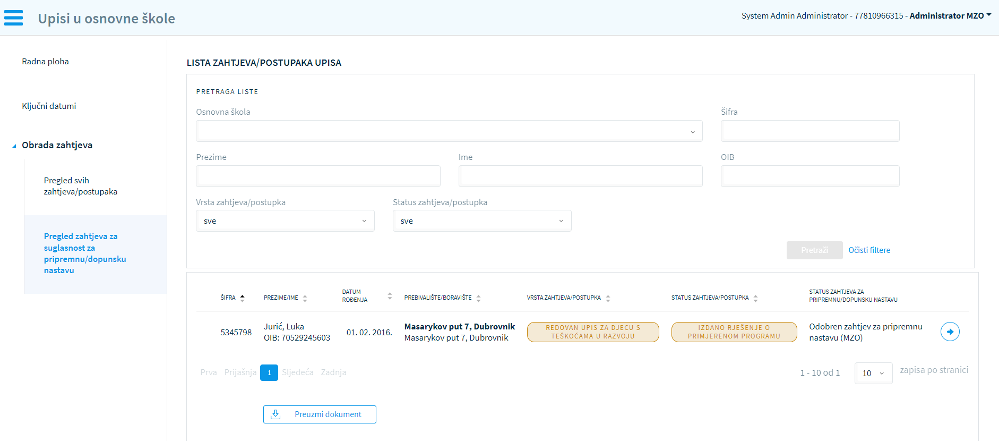 Upisi u osnovne škole
System Admin Administrator - 77810966315 - Administrator MZO
Radna ploha
Ključni datumi
Obrada zahtjeva
Pregled svih
zahtjeva/postupaka
Pregled zahtjeva za
suglasnost za
pripremnu/dopunsku
nastavu
LISTA ZAHTJEVA/POSTUPAKA UPISA
PRETRAGA LISTE
Osnovna škola
Šifra
Prezime
Ime
OIB
Vrsta zahtjeva/postupka
Status zahtjeva/postupka
sve
sve
Pretraži
Očisti filtere
ŠIFRA
PREZIME/IME
DATUM
ROĐENJA
PREBIVALIŠTE/BORAVIŠTE
VRSTA ZAHTJEVA/POSTUPKA
STATUS ZAHTJEVA/POSTUPKA
STATUS ZAHTJEVA ZA
PRIPREMNU/DOPUNSKU NASTAVU
5345798
Jurić, Luka
OIB: 70529245603
01. 02. 2016.
Masarykov put 7, Dubrovnik
Masarykov put 7, Dubrovnik
REDOVAN UPIS ZA DJECU S
TEŠKOĆAMA U RAZVOJU
IZDANO RJEŠENJE O
PRIMJERENOM PROGRAMU
Odobren zahtjev za pripremnu
nastavu (MZO)
Prva Prijašnja 1 Sljedeća Zadnja
1 - 10 od 1
10
zapisa po stranici
Preuzmi dokument